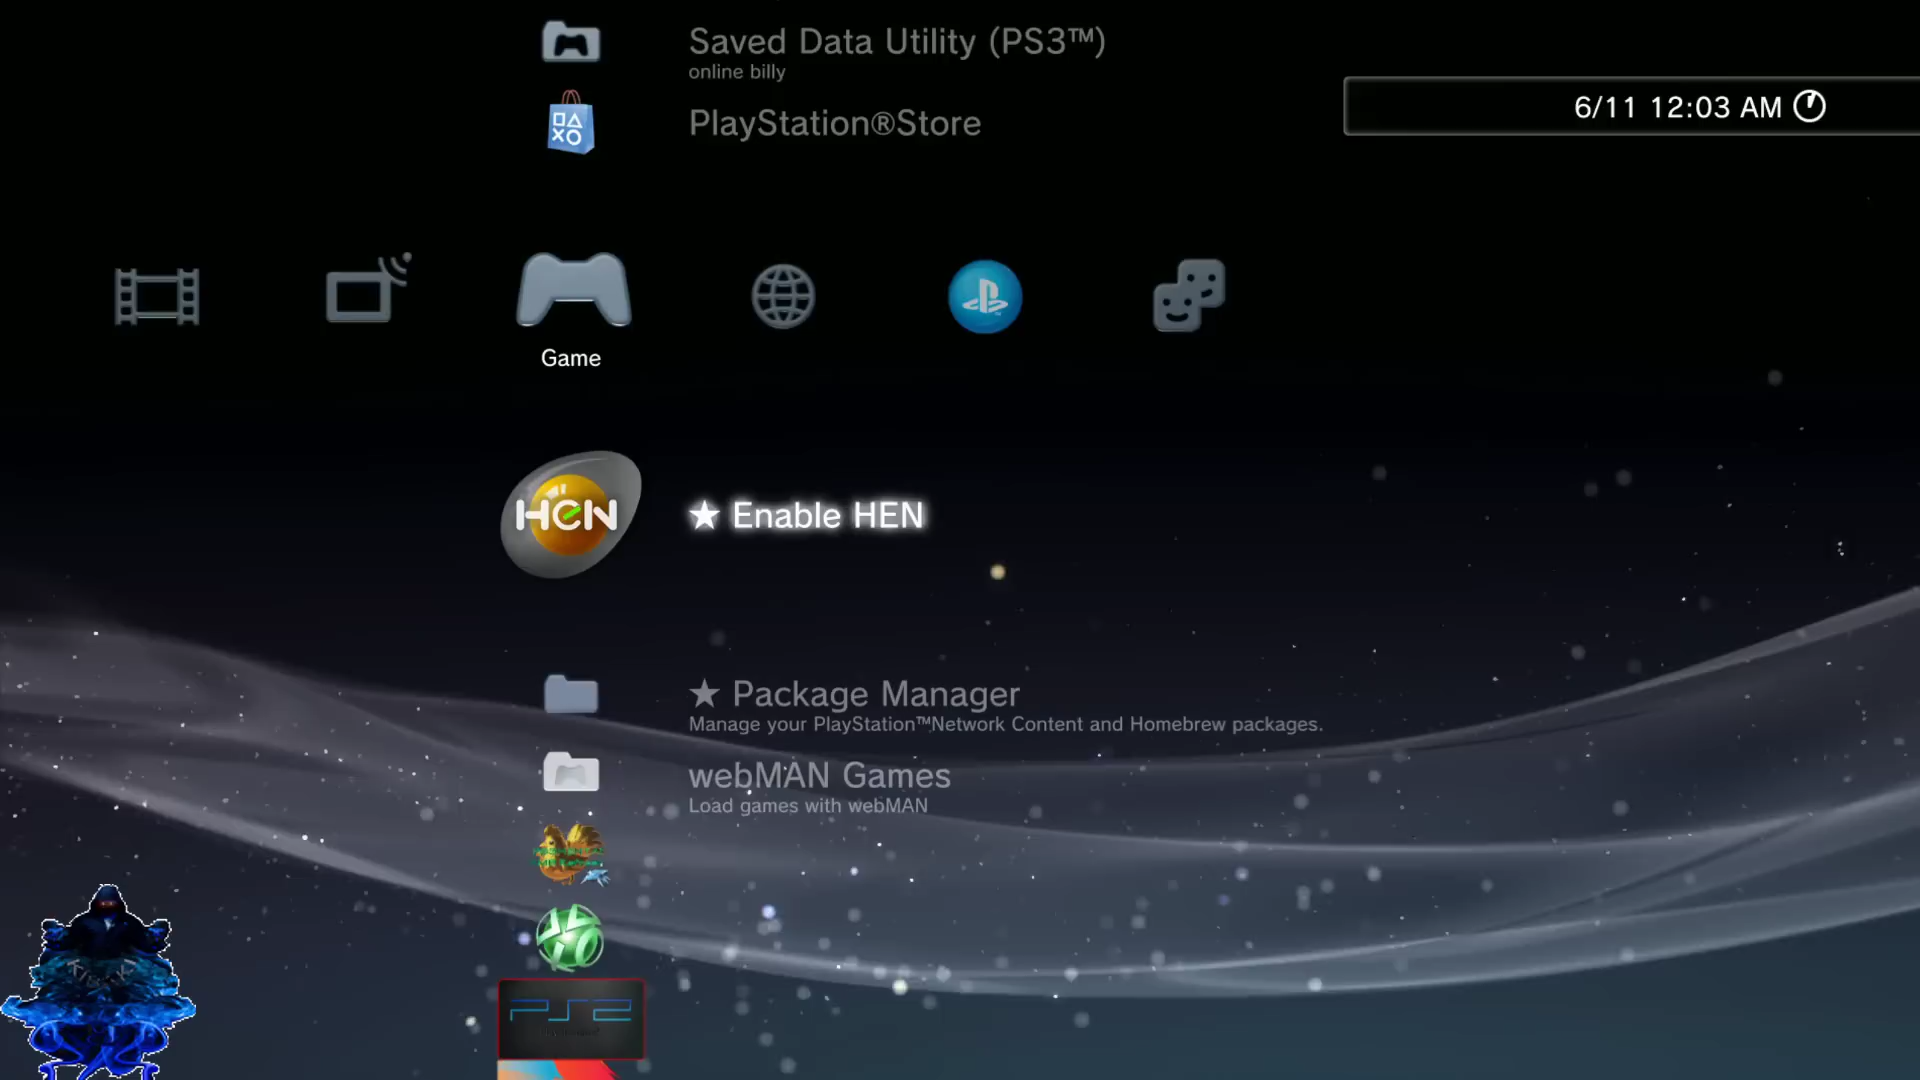 Saved Data Utility (PS3™)
online billy
PlayStation®Store
6/11 12:03 AM
Game
HEN
★ Enable HEN
★ Package Manager
Manage your PlayStation™Network Content and Homebrew packages.
webMAN Games
Load games with webMAN
PS2